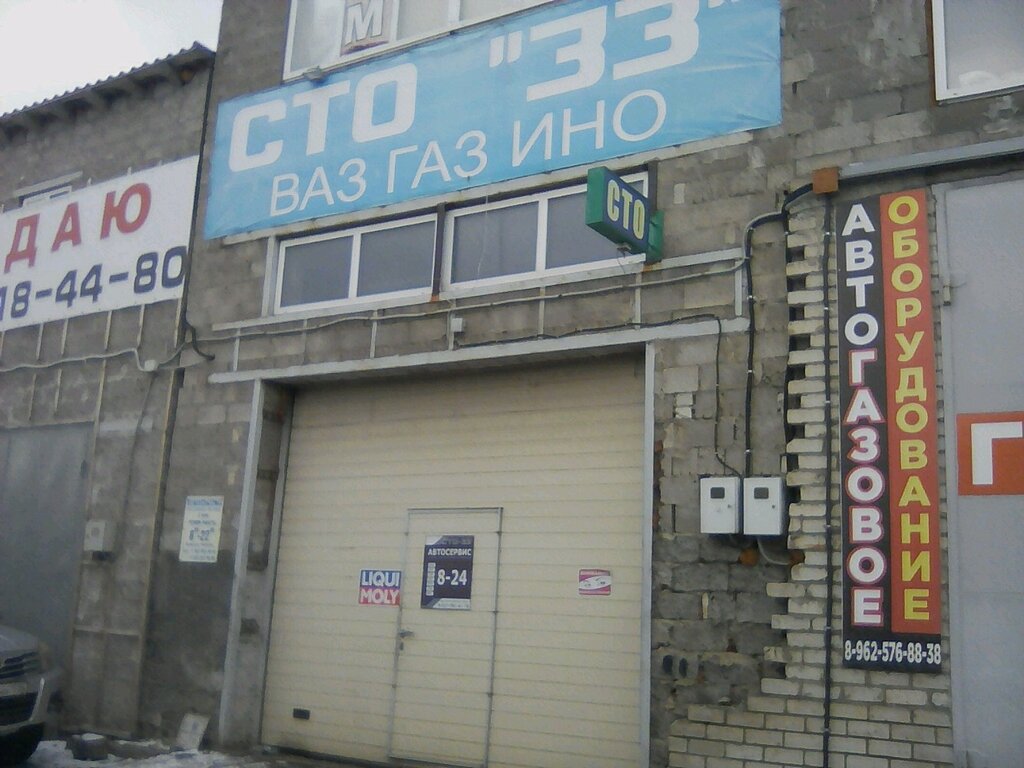 М
СТО "33"
ВАЗ ГАЗ ИНО
ДАЮ
18-44-80
СТО
АВТОГАЗОВОЕ
ОБОРУДОВАНИЕ
8-962-576-88-38
Г
АВТОСЕРВИС
8-24
LIQUI
MOLY